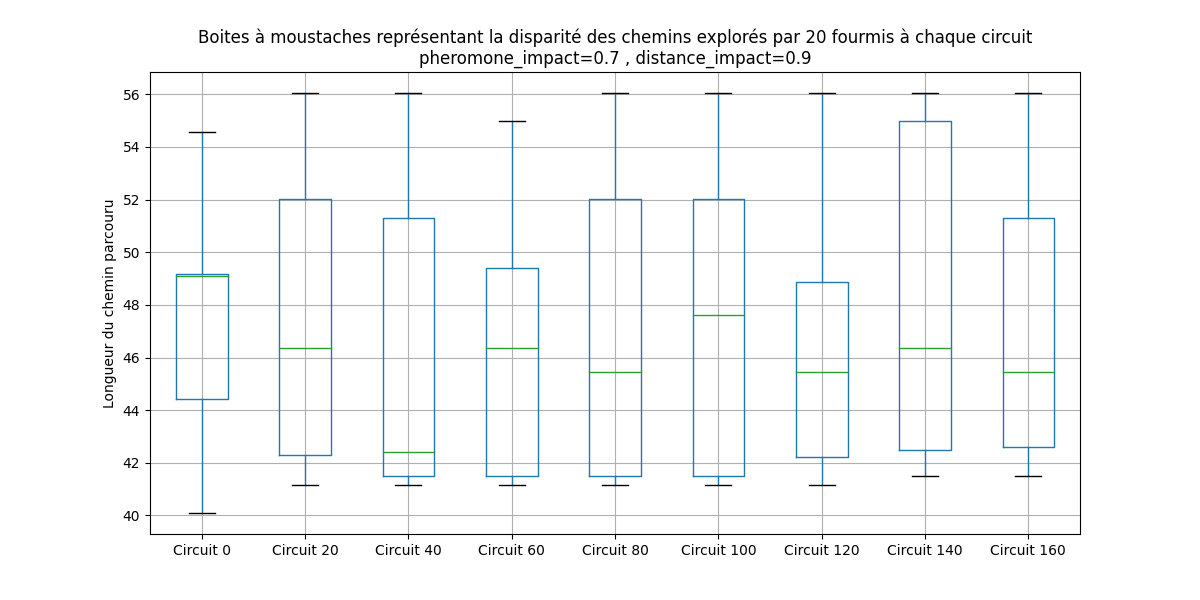 Boites à moustaches représentant la disparité des chemins explorés par 20 fourmis à chaque circuit
pheromone_impact=0.7 , distance_impact=0.9
Longueur du chemin parcouru
56
54
52
50
48
46
44
42
40
Circuit 0 Circuit 20 Circuit 40 Circuit 60 Circuit 80 Circuit 100 Circuit 120 Circuit 140 Circuit 160